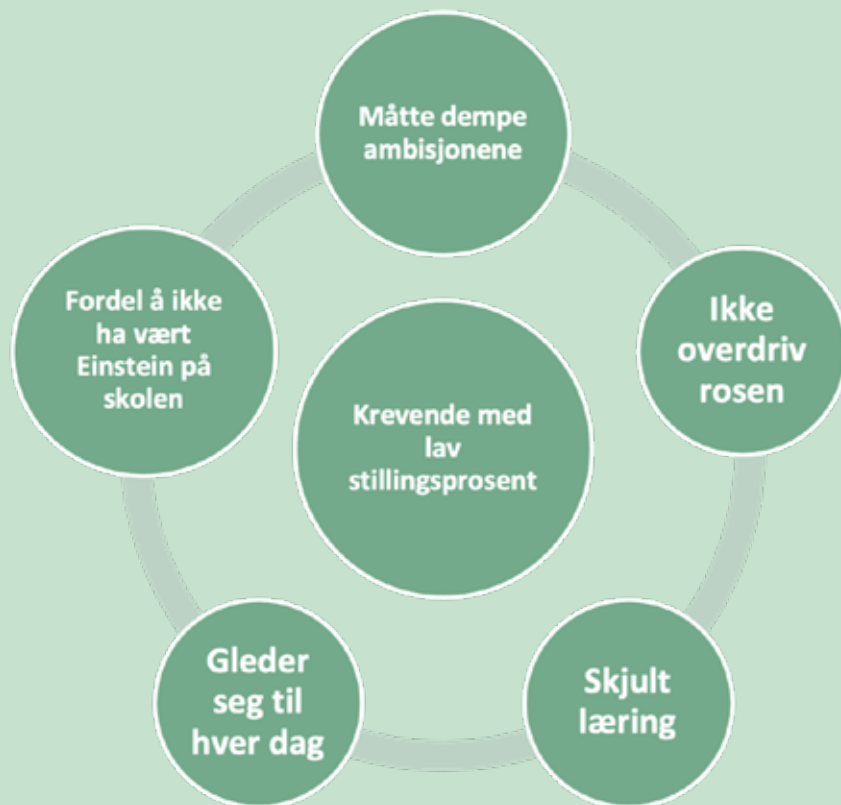 Måtte dempe
ambisjonene
Ikke
overdriv
rosen
Skjult
læring
Gleder
seg til
hver dag
Fordel å ikke
ha vært
Einstein på
skolen
Krevende med
lav
stillingsprosent